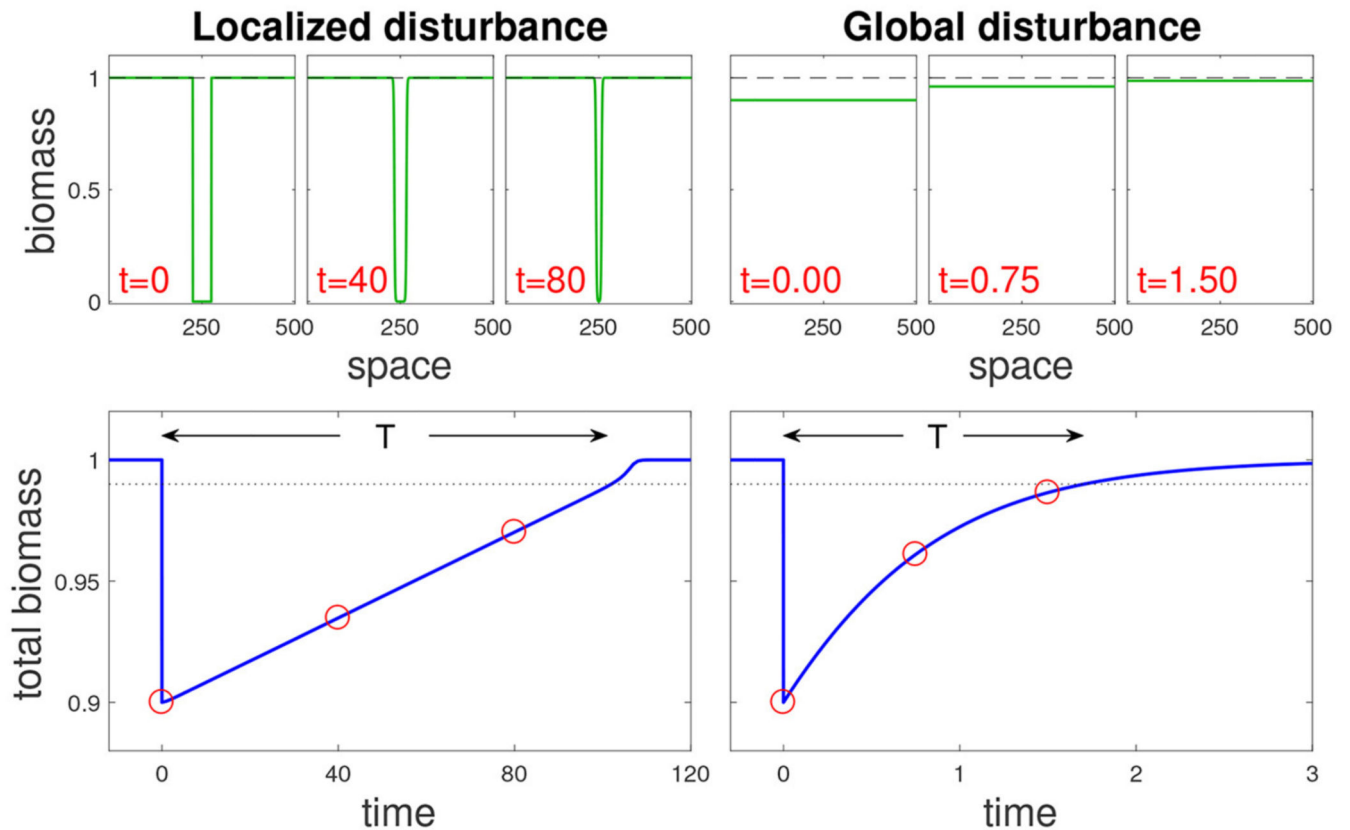 Localized disturbance
Global disturbance
biomass
1
0.5
0
t=0
t=40
t=80
t=0.00
t=0.75
t=1.50
250 500 250 500 250 500
250 500 250 500 250 500
space
space
total biomass
1
0.95
0.9
T
T
0 40 80 120
0 1 2 3
time
time